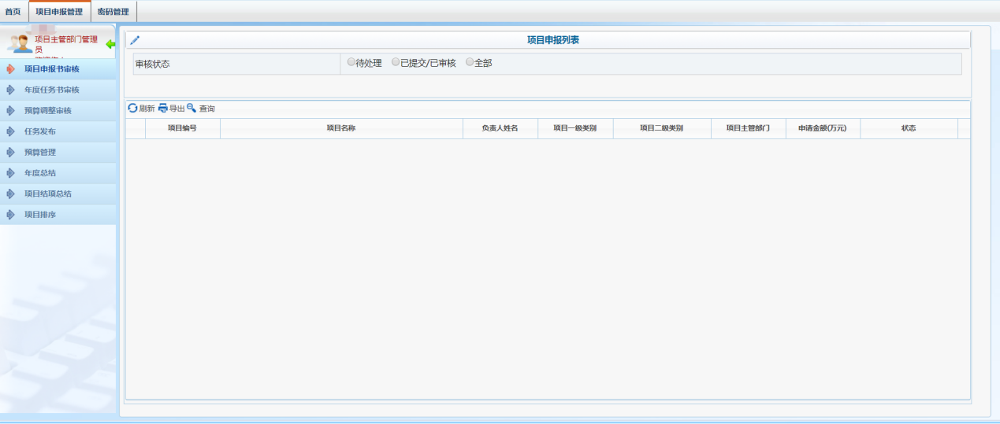 首页 项目申报管理 密码管理
项目主管部门管理
员
项目申报书审核
年度任务书审核
预算调整审核
任务发布
预算管理
年度总结
项目结项总结
项目排序
项目申报列表
审核状态 待处理 已提交/已审核 全部
刷新 导出 查询
项目编号 项目名称 负责人姓名 项目一级类别 项目二级类别 项目主管部门 申请金额(万元) 状态